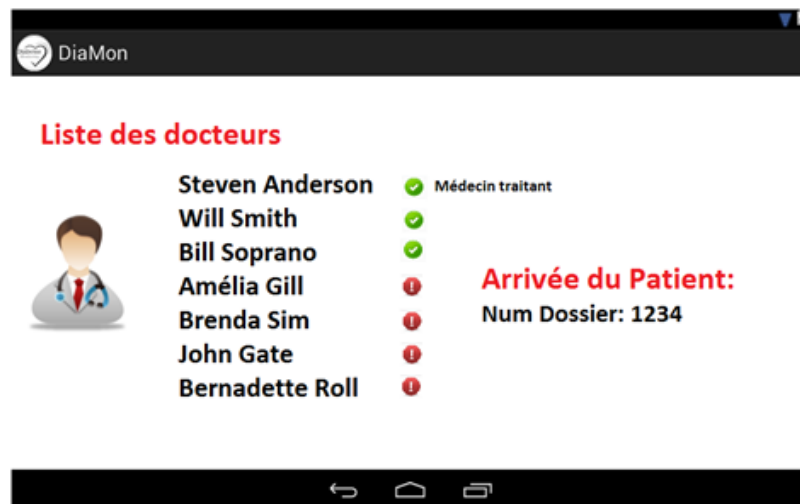 DiaMon
Liste des docteurs
Steven Anderson Médecin traitant
Will Smith
Bill Soprano
Amélia Gill
Brenda Sim
John Gate
Bernadette Roll
Arrivée du Patient:
Num Dossier: 1234